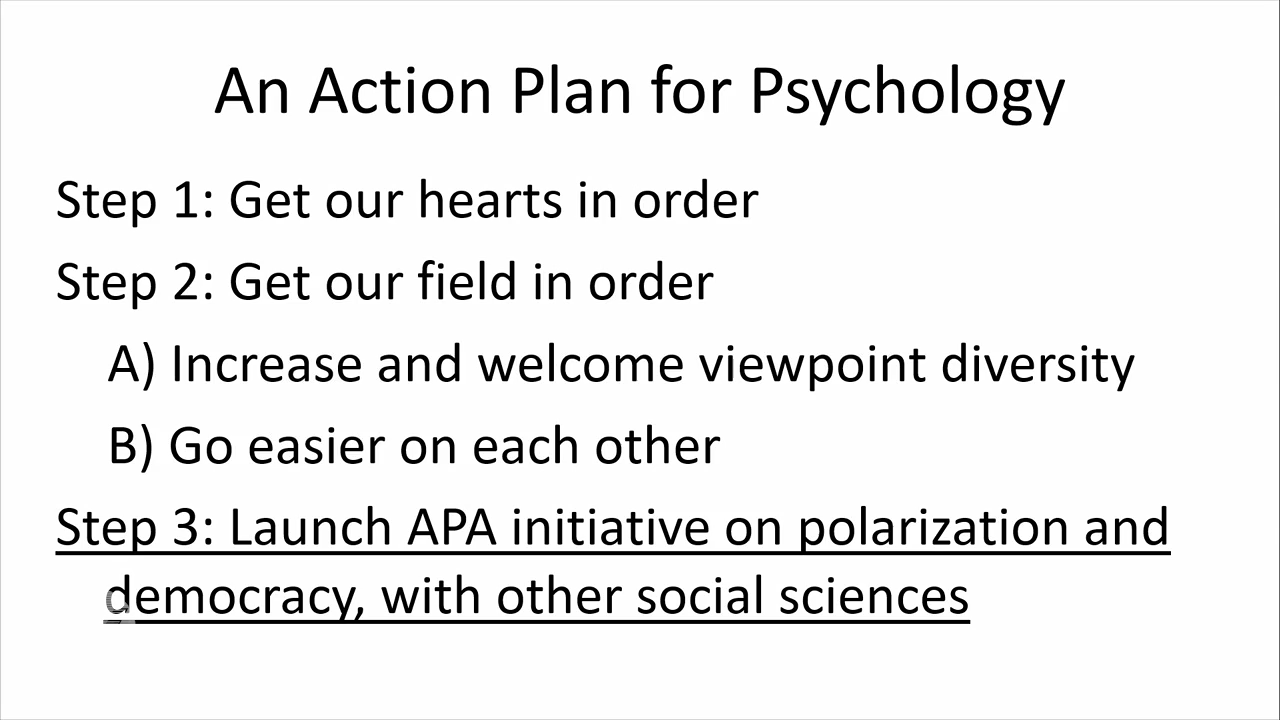 An Action Plan for Psychology
Step 1: Get our hearts in order
Step 2: Get our field in order
A) Increase and welcome viewpoint diversity
B) Go easier on each other
Step 3: Launch APA initiative on polarization and
democracy, with other social sciences